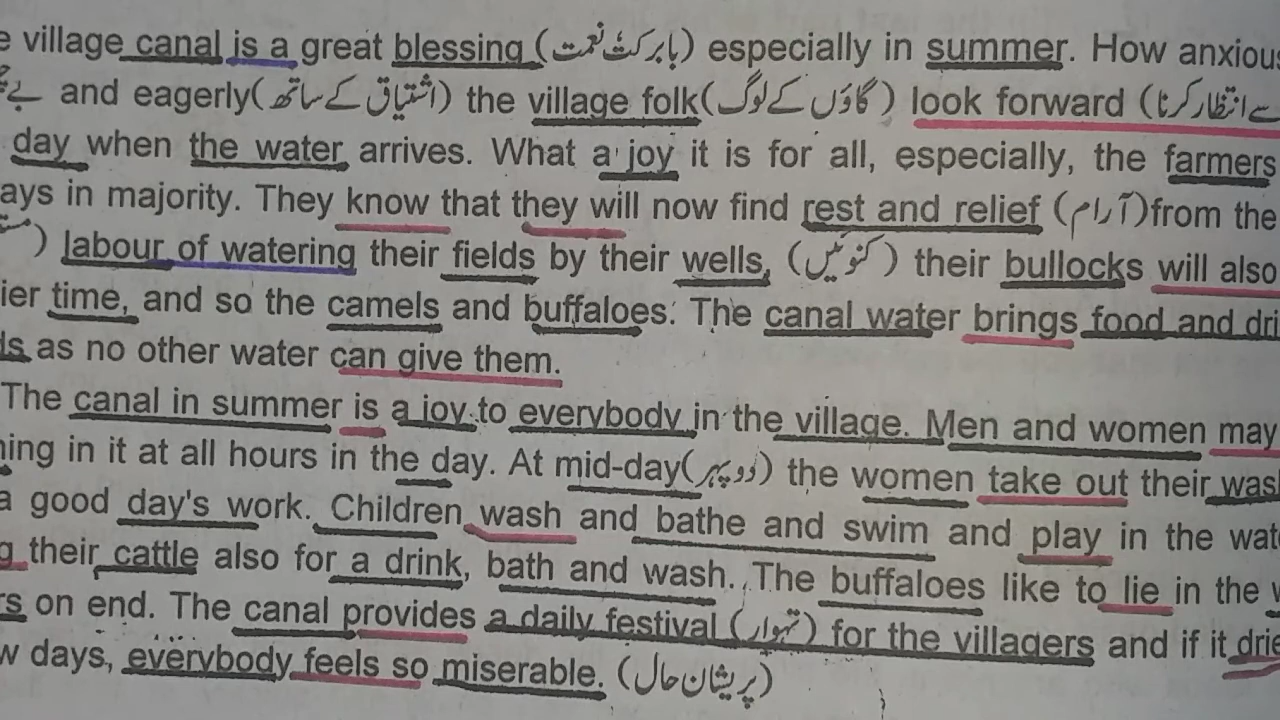 village canal is a great blessing (بابرکت نعمت) especially in summer. How
and eagerly(اشتیاق کے ساتھ) the village folk(گاؤں کے لوگ) look forward (سے انتظار کرنا
day when the water arrives. What a joy it is for all, especially, the farmers
in majority. They know that they will now find rest and relief (آرام)from the
) labour of watering their fields by their wells, (کنوئیں) their bullocks will also
time, and so the camels and buffaloes. The canal water brings food and
as no other water can give them.
The canal in summer is a joy to everybody in the village. Men and women may
in it at all hours in the day. At mid-day(دوپہر) the women take out their
a good day's work. Children wash and bathe and swim and play in the
their cattle also for a drink, bath and wash. The buffaloes like to lie in the
on end. The canal provides a daily festival (تہوار) for the villagers and if it
days, everybody feels so miserable. (پریشان حال)